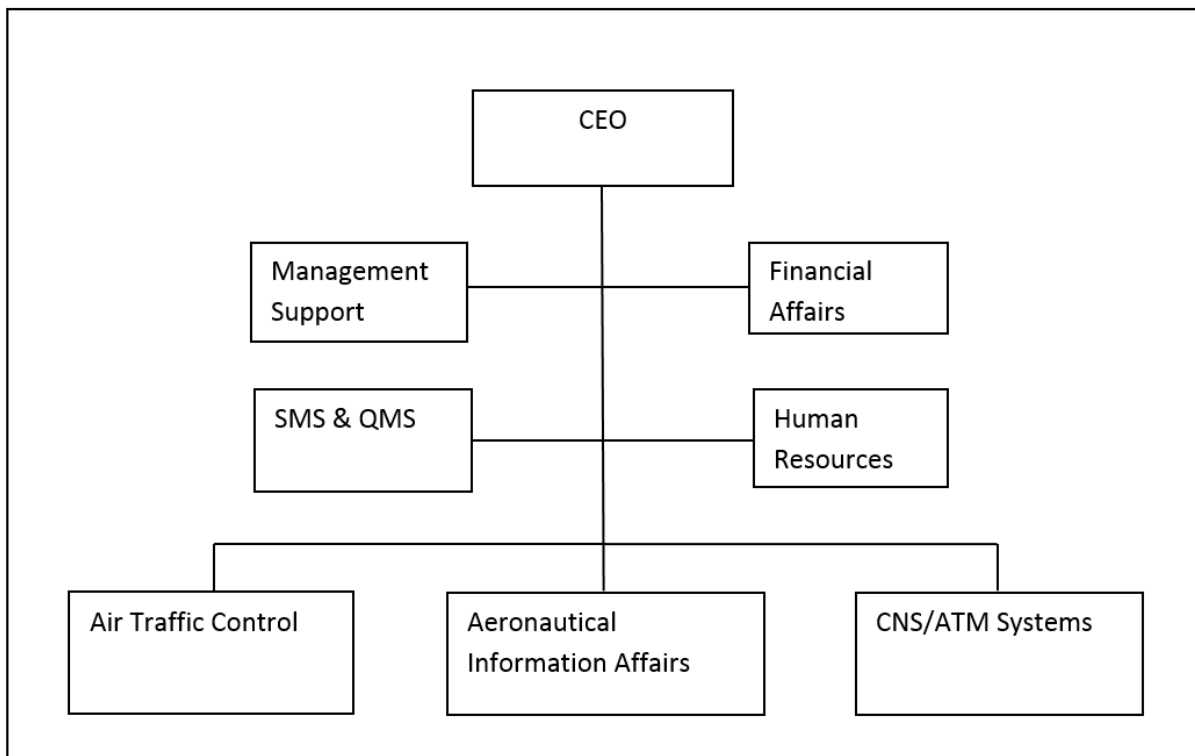 CEO
Management
Support
Financial
Affairs
SMS & QMS
Human
Resources
Air Traffic Control
Aeronautical
Information Affairs
CNS/ATM Systems